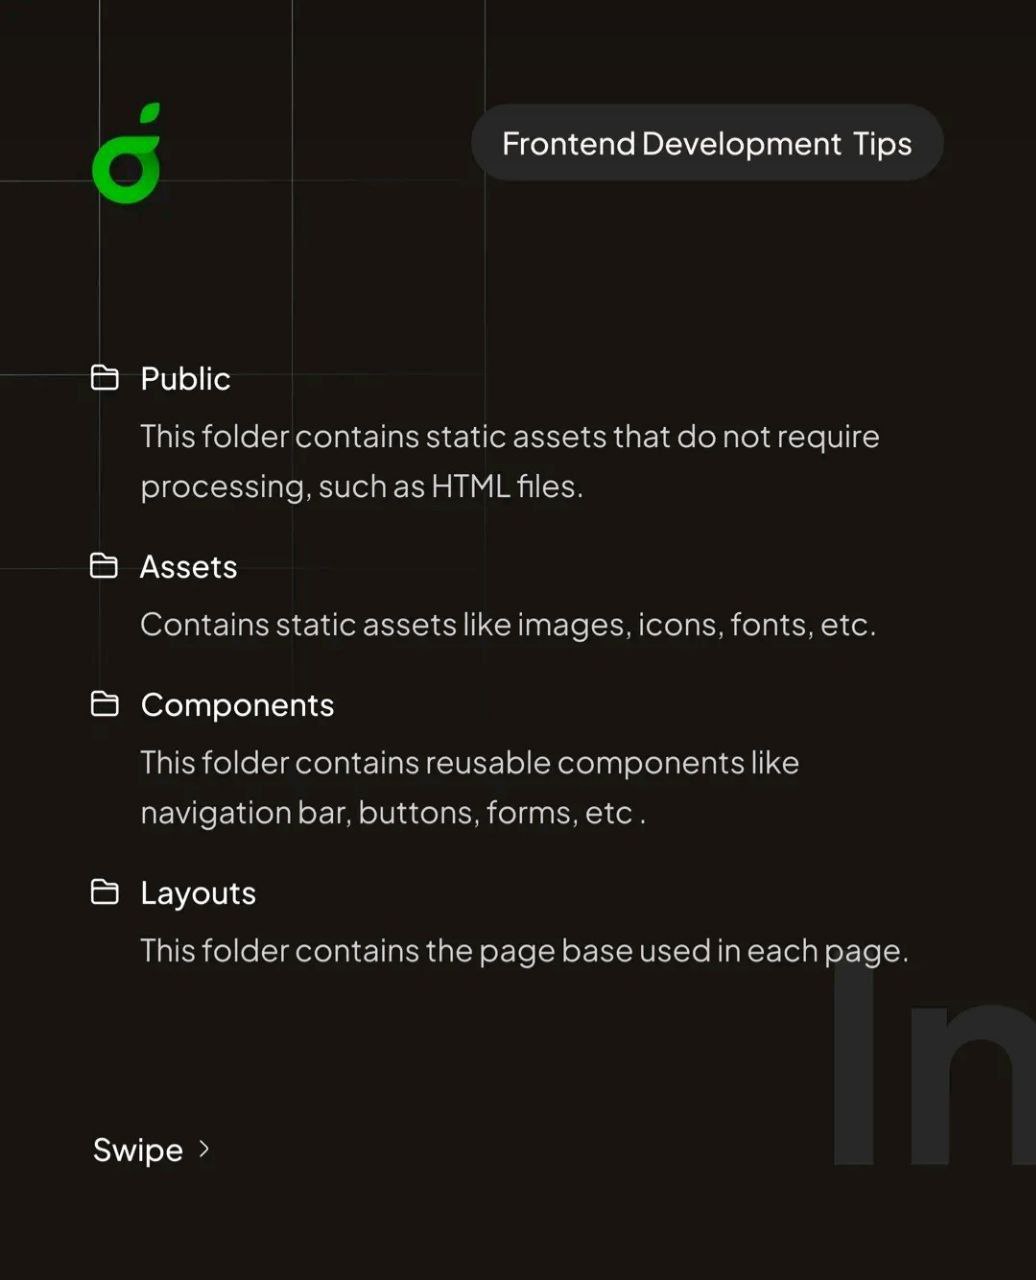 Frontend Development Tips
Public
This folder contains static assets that do not require
processing, such as HTML files.
Assets
Contains static assets like images, icons, fonts, etc.
Components
This folder contains reusable components like
navigation bar, buttons, forms, etc .
Layouts
This folder contains the page base used in each page.
In
Swipe >